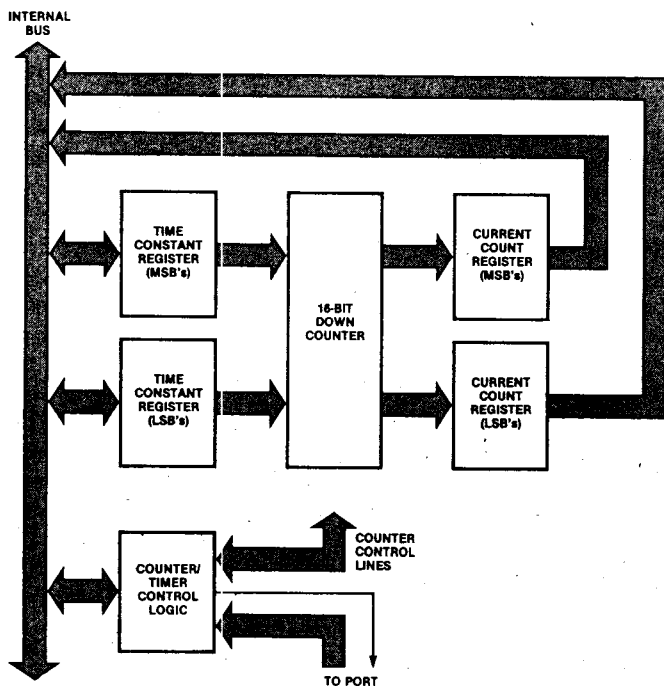 INTERNAL
BUS
TIME
CONSTANT
REGISTER
(MSB's)
16-BIT
DOWN
COUNTER
CURRENT
COUNT
REGISTER
(MSB's)
TIME
CONSTANT
REGISTER
(LSB's)
CURRENT
COUNT
REGISTER
(LSB's)
COUNTER/
TIMER
CONTROL
LOGIC
COUNTER
CONTROL
LINES
TO PORT